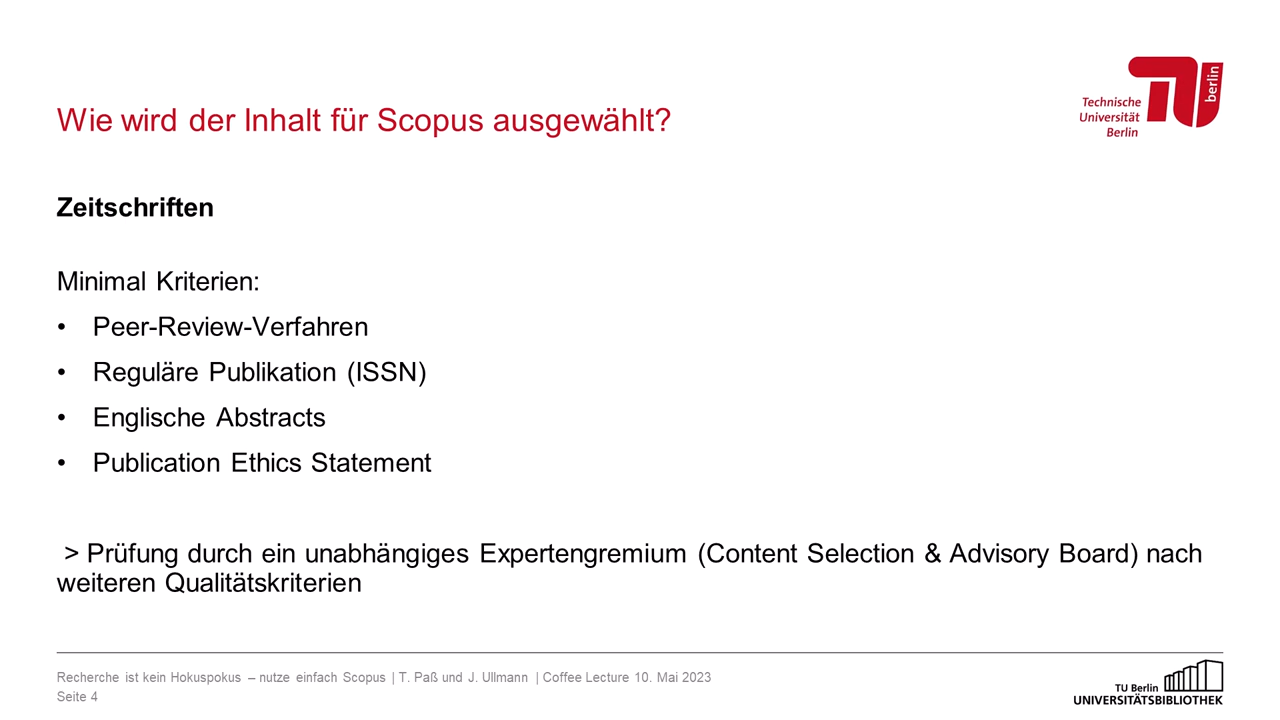 Technische
Universität
Berlin
berlin
Wie wird der Inhalt für Scopus ausgewählt?
Zeitschriften
Minimal Kriterien:
• Peer-Review-Verfahren
• Reguläre Publikation (ISSN)
• Englische Abstracts
• Publication Ethics Statement
> Prüfung durch ein unabhängiges Expertengremium (Content Selection & Advisory Board) nach
weiteren Qualitätskriterien
Recherche ist kein Hokuspokus – nutze einfach Scopus | T. Paß und J. Ullmann | Coffee Lecture 10. Mai 2023
Seite 4
TU Berlin
UNIVERSITÄTSBIBLIOTHEK